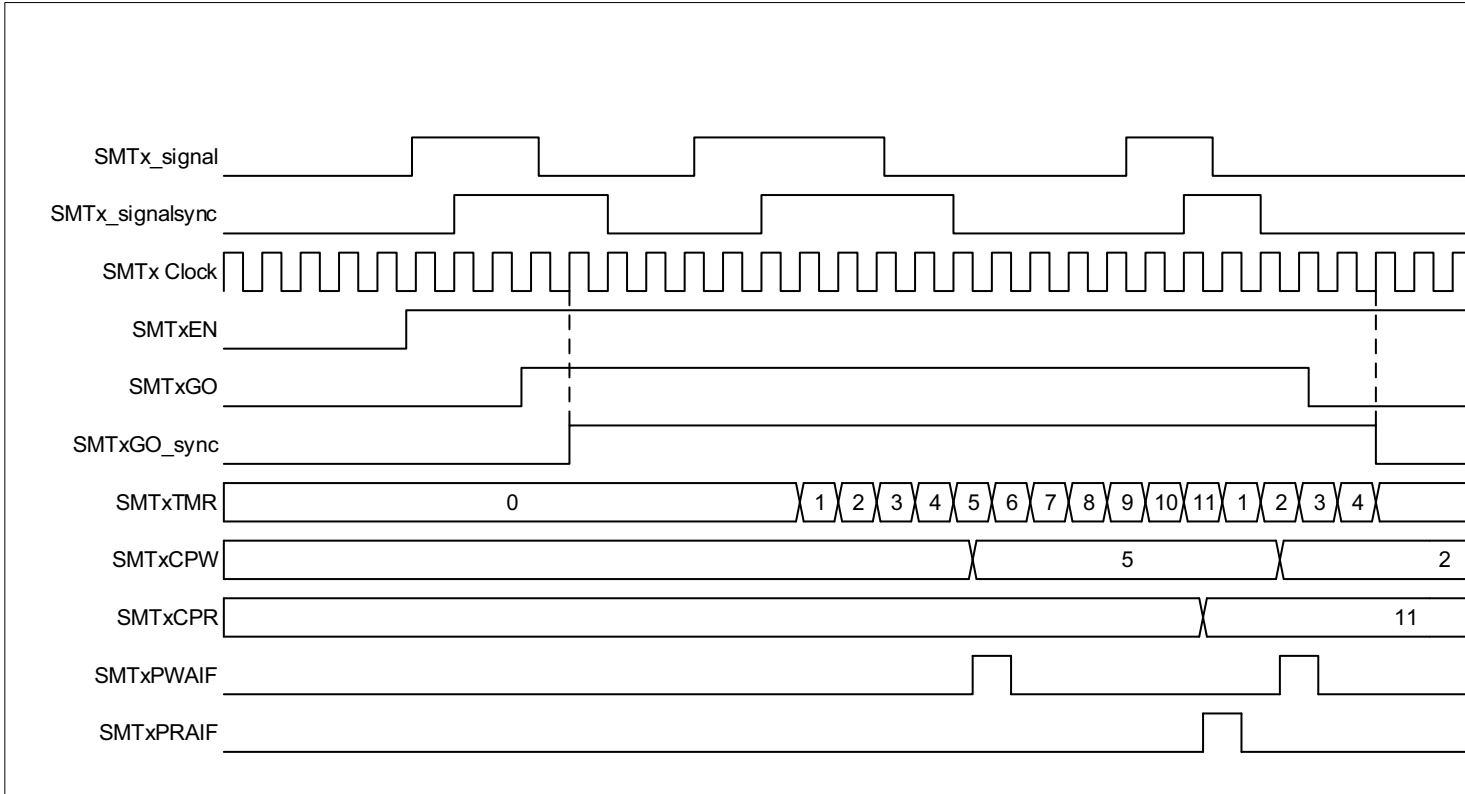 SMTx_signal
SMTx_signalsync
SMTx Clock
SMTxEN
SMTxGO
SMTxGO_sync
SMTxTMR 0 1 2 3 4 5 6 7 8 9 10 11 1 2 3 4
SMTxCPW 5 2
SMTxCPR 11
SMTxPWAIF
SMTxPRAIF